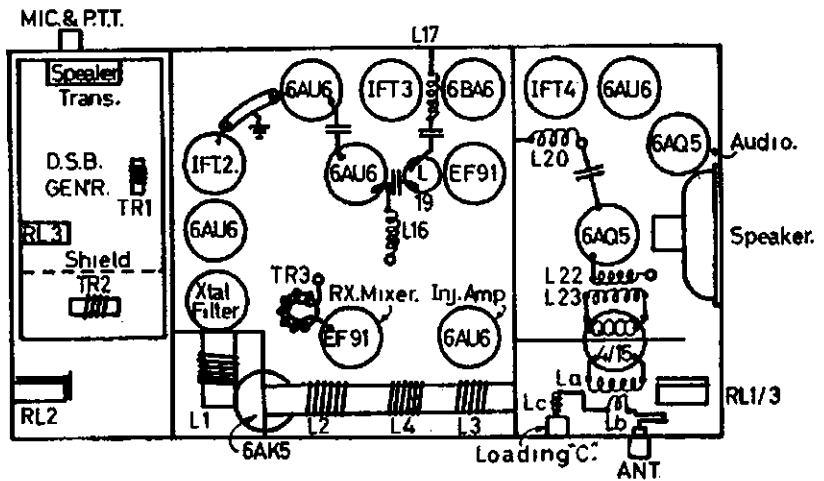 MIC.& P.T.T.
L17
Speaker
Trans.
6AU6
IFT3
6BA6
IFT4
6AU6
D.S.B.
GEN'R.
TR1
IFT.2.
6AU6
L
19
EF91
L20
6AQ5
Audio.
RL3
Shield
6AU6
L16
6AQ5
Speaker.
TR2
Xtal
Filter
TR3
RX.Mixer.
Inj.Amp
L22
L23
EF91
6AU6
4/15
RL2
L1
L2
L4
L3
La
Lc
Lb
RL1/3
6AK5
Loading "C".
ANT.